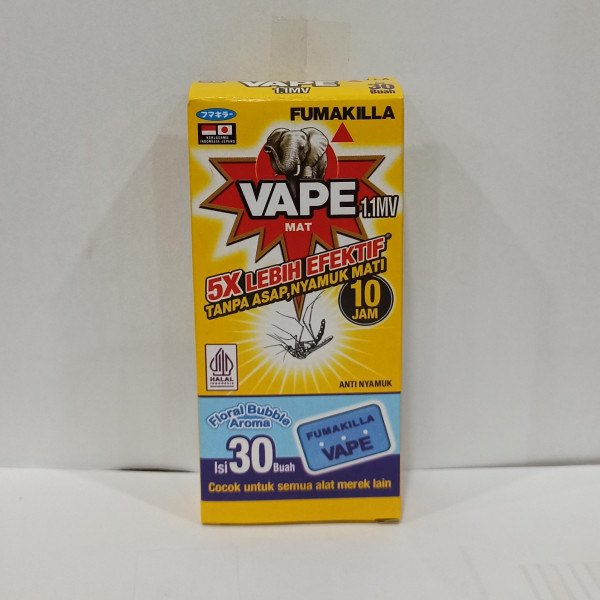 VAPE
1.1MV
30
Buah
フマキラー
FUMAKILLA
KERJASAMA
INDONESIA JEPANG
VAPE 1.1MV
MAT
5X LEBIH EFEKTIF*
TANPA ASAP, NYAMUK MATI
10
JAM
HALAL
INDONESIA
ANTI NYAMUK
Floral Bubble
Aroma
FUMAKILLA
VAPE
Isi 30 Buah
Cocok untuk semua alat merek lain